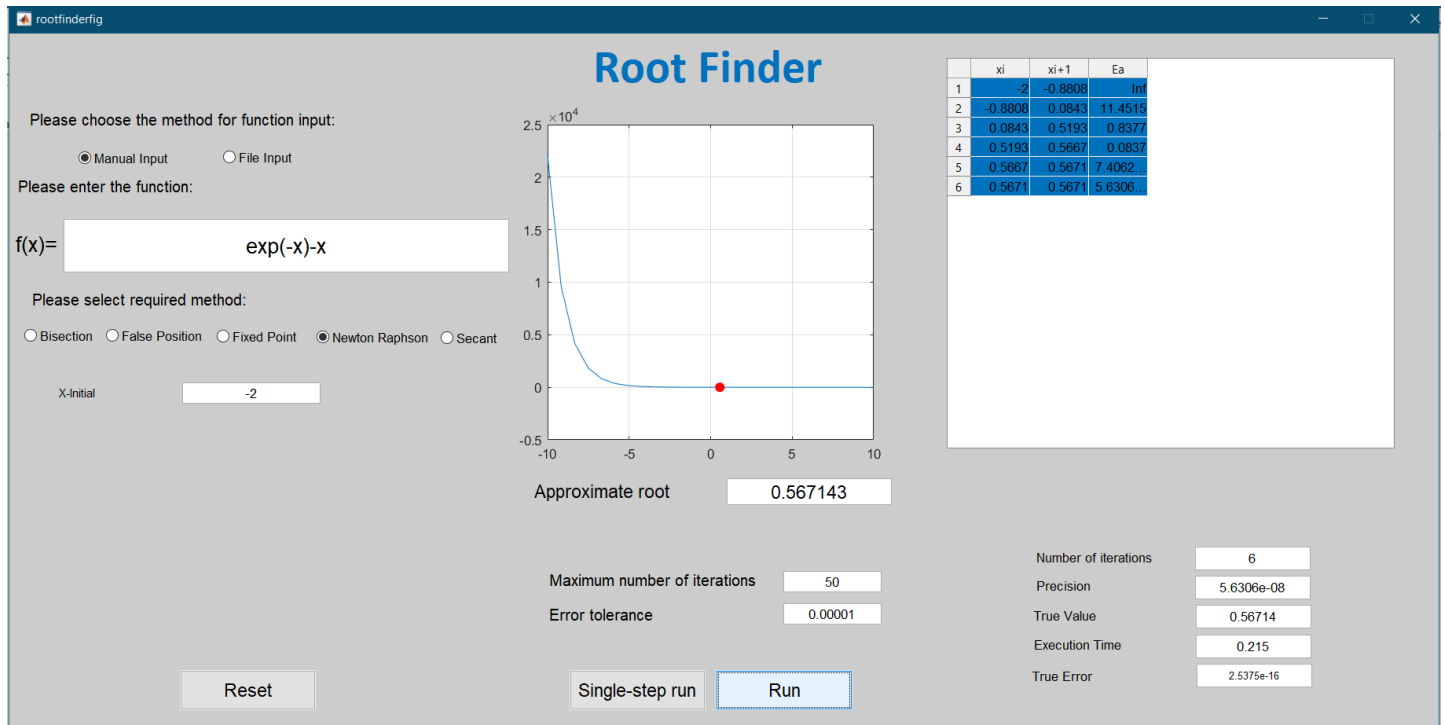 rootfinderfig
Root Finder
Please choose the method for function input:
Manual Input File Input
Please enter the function:
f(x)= exp(-x)-x
Please select required method:
Bisection False Position Fixed Point Newton Raphson Secant
X-Initial -2
×10^4
2.5
2
1.5
1
0.5
0
-0.5
-10 -5 0 5 10
Approximate root 0.567143
Maximum number of iterations 50
Error tolerance 0.00001
Reset Single-step run Run
xi xi+1 Ea
1 -2 -0.8808 Inf
2 -0.8808 0.0843 11.4515
3 0.0843 0.5193 0.8377
4 0.5193 0.5667 0.0837
5 0.5667 0.5671 7.4062...
6 0.5671 0.5671 5.6306...
Number of iterations 6
Precision 5.6306e-08
True Value 0.56714
Execution Time 0.215
True Error 2.5375e-16